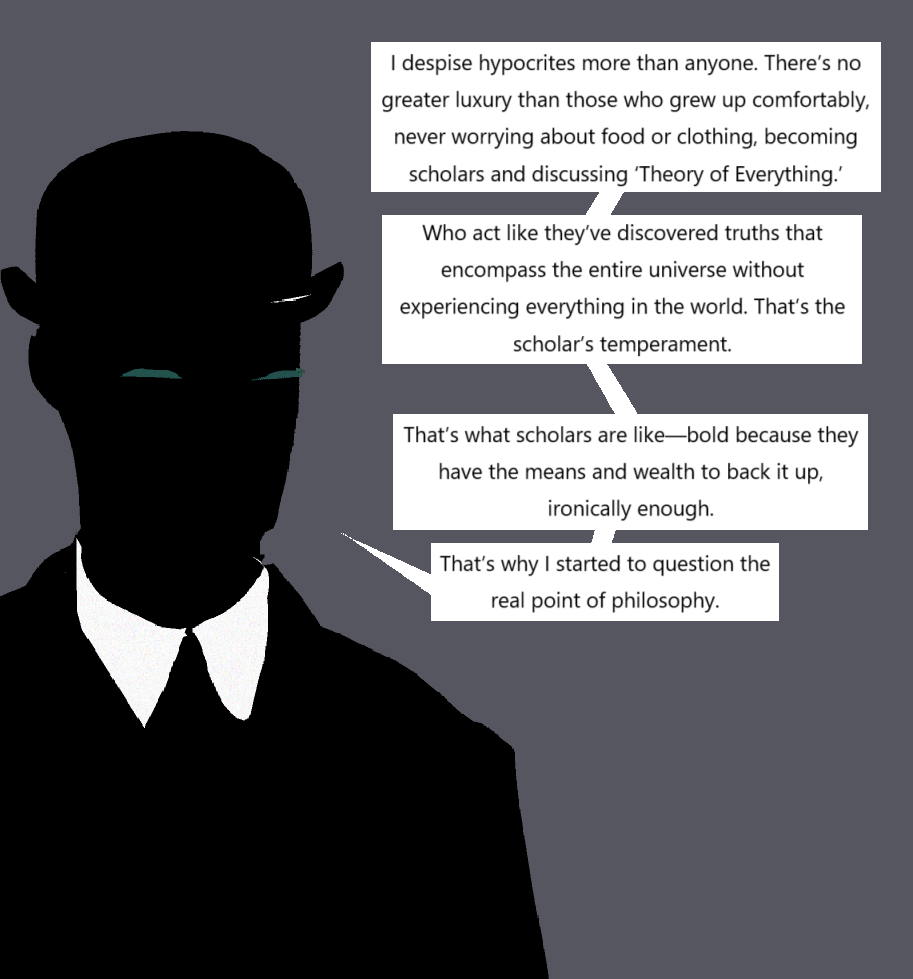 I despise hypocrites more than anyone. There’s no
greater luxury than those who grew up comfortably,
never worrying about food or clothing, becoming
scholars and discussing ‘Theory of Everything.’
Who act like they’ve discovered truths that
encompass the entire universe without
experiencing everything in the world. That’s the
scholar’s temperament.
That’s what scholars are like—bold because they
have the means and wealth to back it up,
ironically enough.
That’s why I started to question the
real point of philosophy.